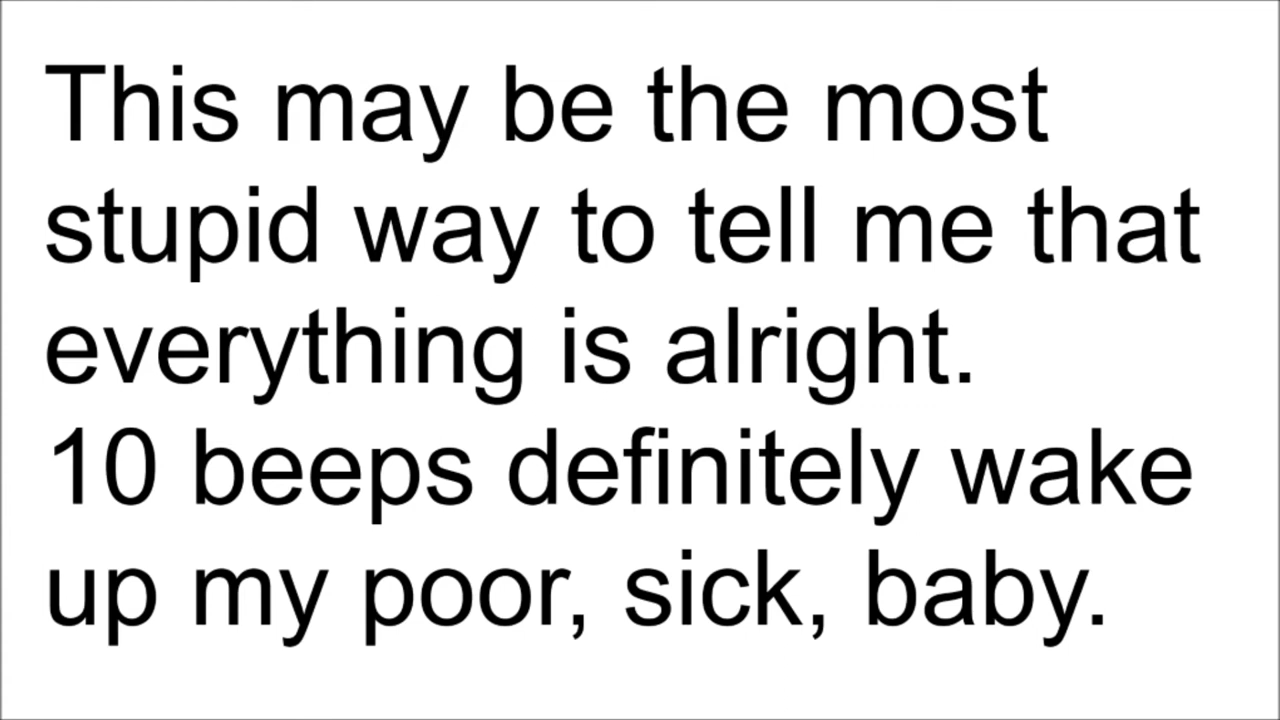 This may be the most
stupid way to tell me that
everything is alright.
10 beeps definitely wake
up my poor, sick, baby.